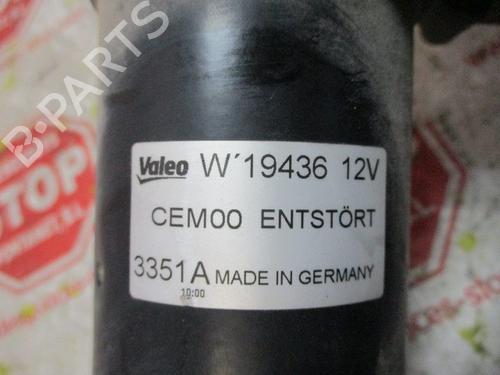 B-PARTS
STOP
Valeo W´19436 12V
CEM00 ENTSTÖRT
3351A MADE IN GERMANY
10:00